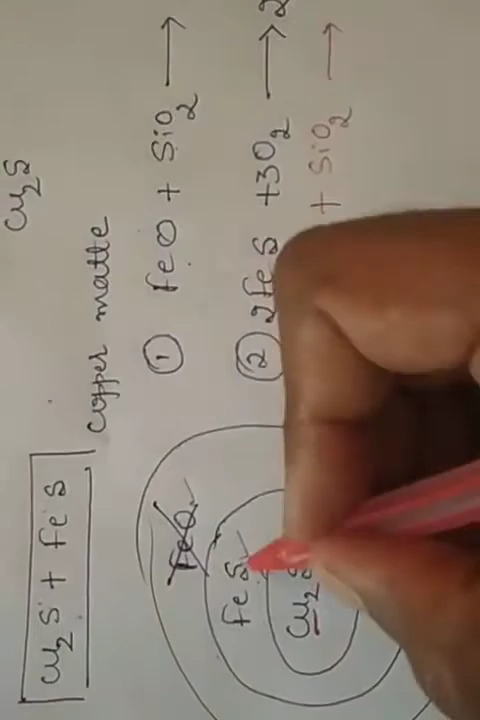 Cu2S
Cu2S + FeS
copper matte
① FeO + SiO2 ⟶
② 2FeS + 3O2 ⟶ 2
+ SiO2 ⟶
FeO
FeS
Cu2S